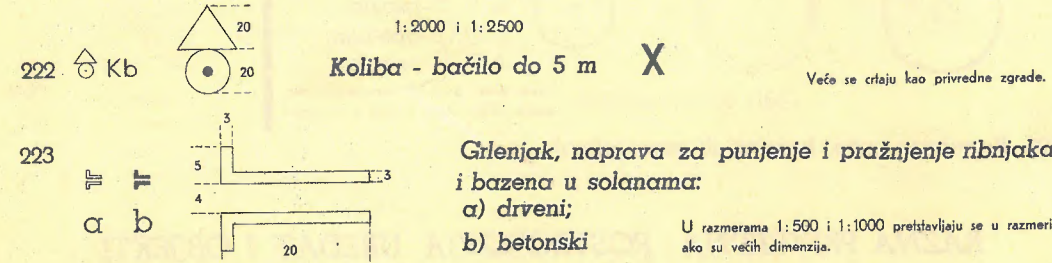 1:2000 i 1:2500
20
222 Kb 20 Koliba - bačilo do 5 m X
Veće se crtaju kao privredne zgrade.
3
223 5 3 Grlenjak, naprava za punjenje i pražnjenje ribnjaka
i bazena u solanama:
4
a b a) drveni;
20 b) betonski
U razmerama 1:500 i 1:1000 pretstavljaju se u razmeri
ako su većih dimenzija.